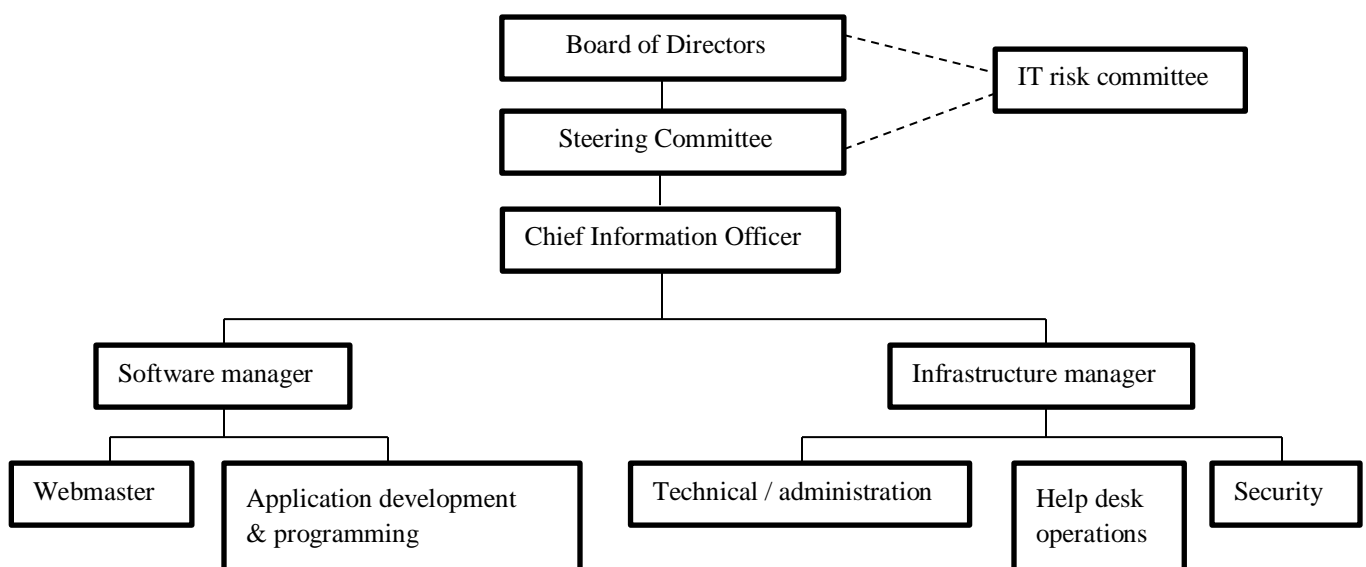 Board of Directors
IT risk committee
Steering Committee
Chief Information Officer
Software manager
Infrastructure manager
Webmaster
Application development
& programming
Technical / administration
Help desk
operations
Security